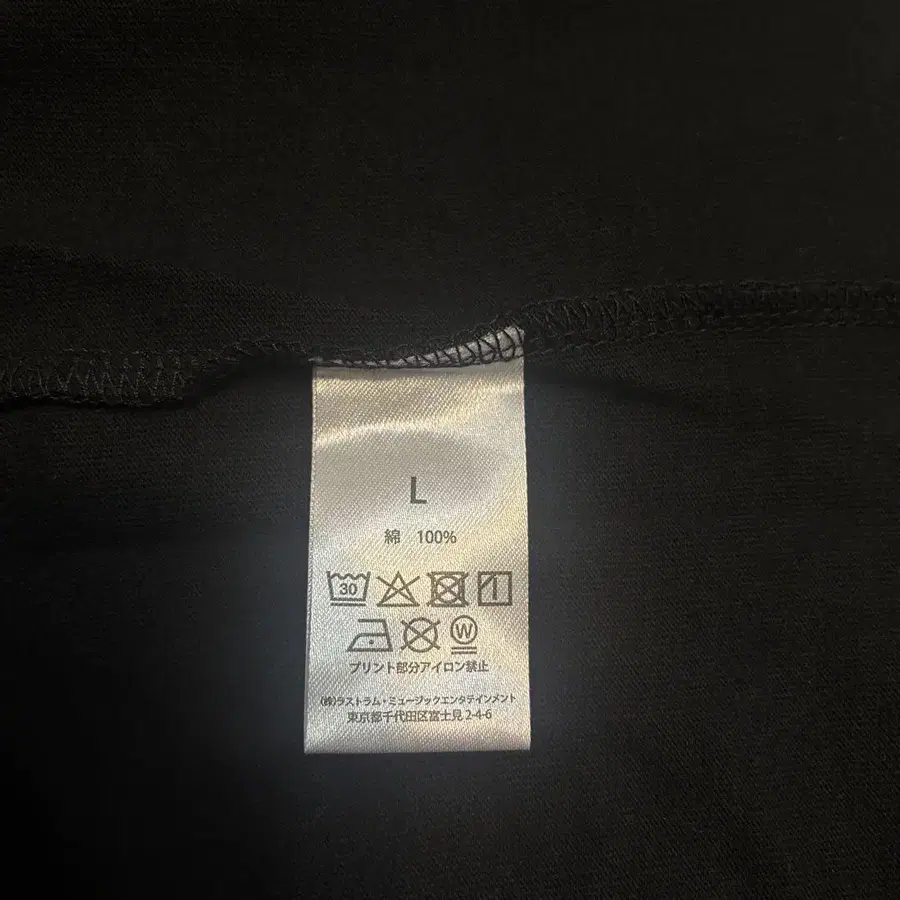 L
綿 100%
30
W
プリント部分アイロン禁止
(株)ラストラム・ミュージックエンタテインメント
東京都千代田区富士見 2-4-6